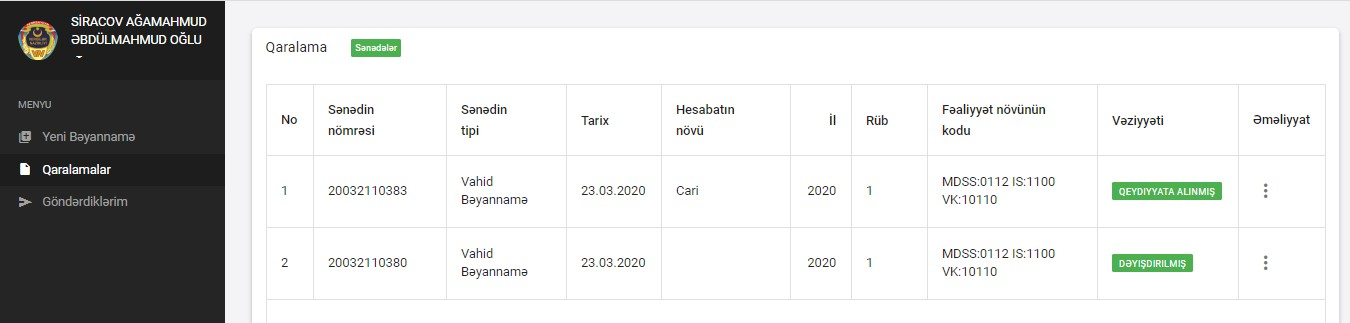 SİRACOV AĞAMAHMUD
ƏBDÜLMAHMUD OĞLU
MENYU
Yeni Bəyannamə
Qaralamalar
Göndərdiklərim
Qaralama Sənədələr
No Sənədin nömrəsi Sənədin tipi Tarix Hesabatın növü İl Rüb Fəaliyyət növünün kodu Vəziyyəti Əməliyyat
1 20032110383 Vahid Bəyannamə 23.03.2020 Cari 2020 1 MDSS:0112 IS:1100 VK:10110 QEYDIYYATA ALINMIŞ
2 20032110380 Vahid Bəyannamə 23.03.2020 2020 1 MDSS:0112 IS:1100 VK:10110 DƏYIŞDIRILMIŞ